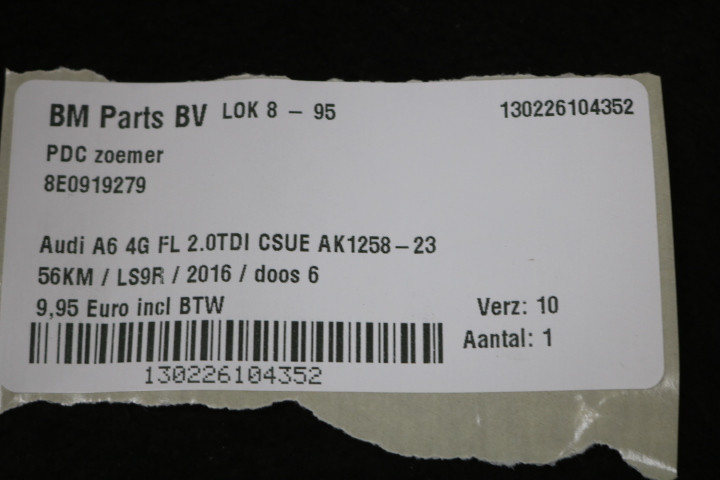 BM Parts BV LOK 8 - 95 130226104352
PDC zoemer
8E0919279
Audi A6 4G FL 2.0TDI CSUE AK1258-23
56KM / LS9R / 2016 / doos 6
9,95 Euro incl BTW Verz: 10
Aantal: 1
130226104352